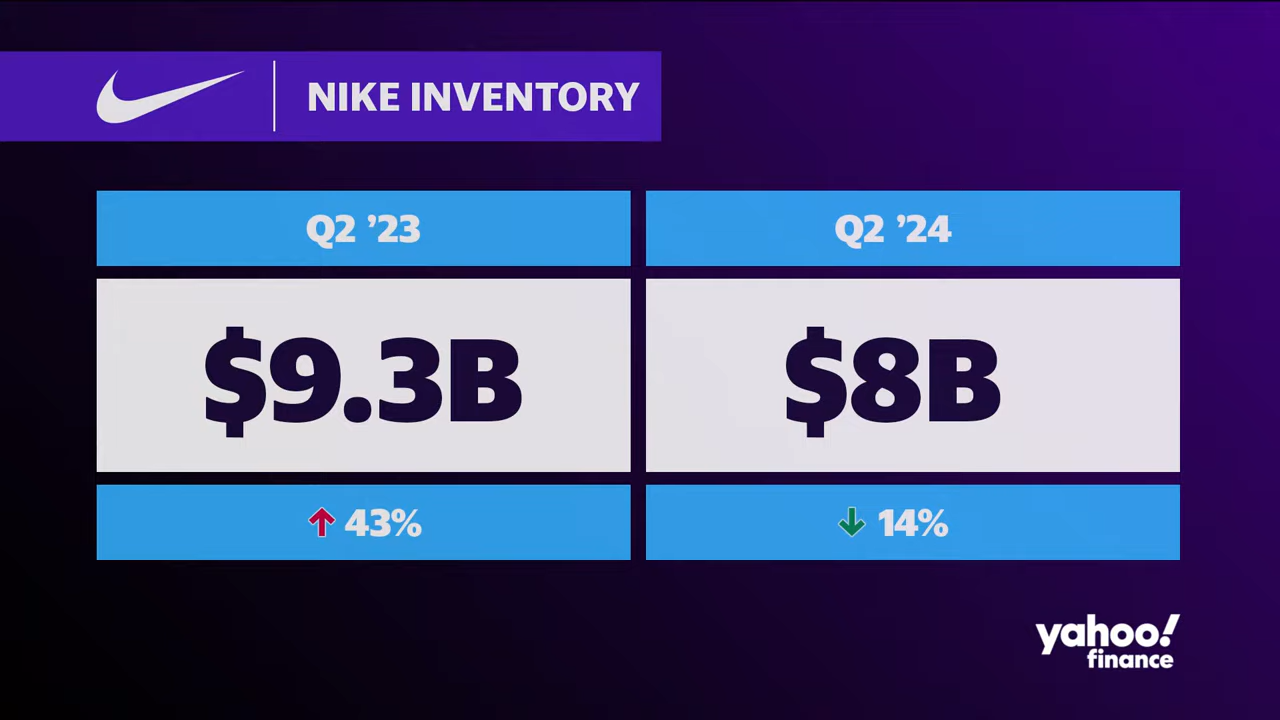 NIKE INVENTORY
Q2 ’23
Q2 ’24
$9.3B
$8B
43%
14%
yahoo!
finance